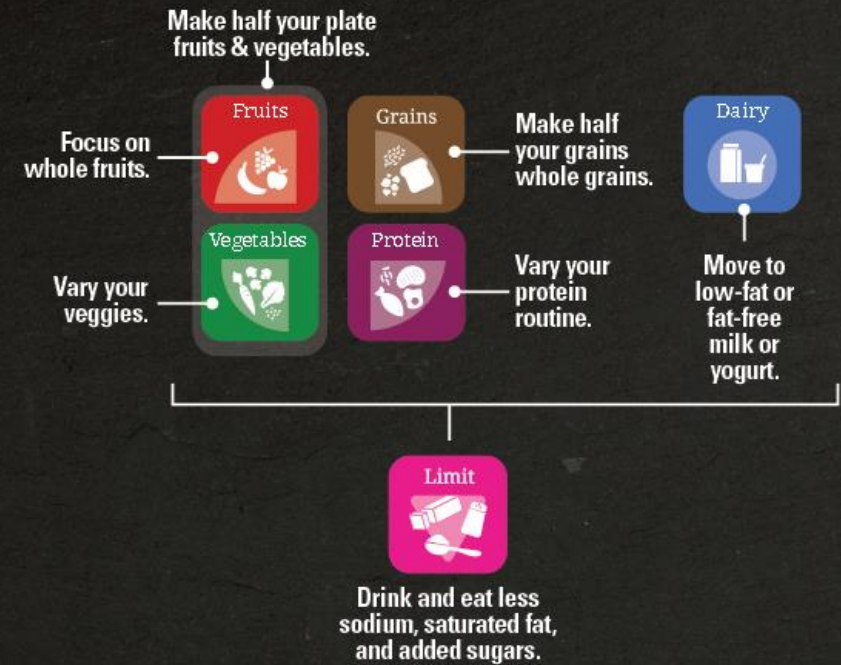 Make half your plate
fruits & vegetables.
Fruits
Focus on
whole fruits.
Grains
Make half
your grains
whole grains.
Dairy
Move to
low-fat or
fat-free
milk or
yogurt.
Vegetables
Vary your
veggies.
Protein
Vary your
protein
routine.
Limit
Drink and eat less
sodium, saturated fat,
and added sugars.